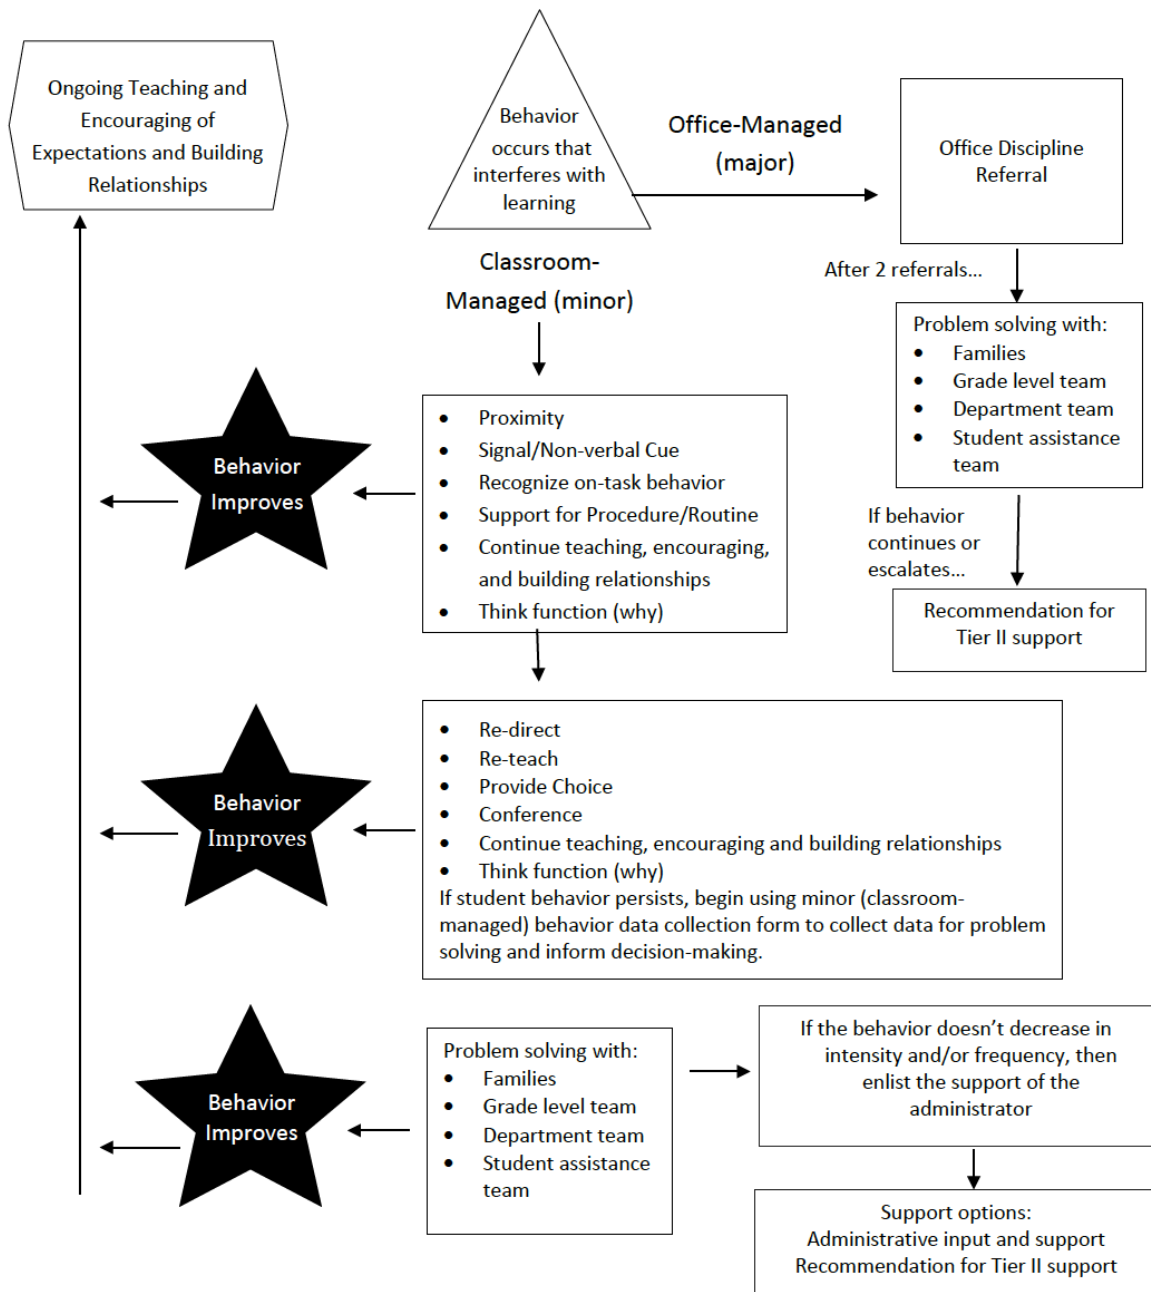 Ongoing Teaching and
Encouraging of
Expectations and Building
Relationships
Behavior
occurs that
interferes with
learning
Office-Managed
(major)
Office Discipline
Referral
After 2 referrals...
Problem solving with:
• Families
• Grade level team
• Department team
• Student assistance
team
If behavior
continues or
escalates...
Recommendation for
Tier II support
Classroom-
Managed (minor)
• Proximity
• Signal/Non-verbal Cue
• Recognize on-task behavior
• Support for Procedure/Routine
• Continue teaching, encouraging,
and building relationships
• Think function (why)
Behavior
Improves
• Re-direct
• Re-teach
• Provide Choice
• Conference
• Continue teaching, encouraging and building relationships
• Think function (why)
If student behavior persists, begin using minor (classroom-
managed) behavior data collection form to collect data for problem
solving and inform decision-making.
Behavior
Improves
Problem solving with:
• Families
• Grade level team
• Department team
• Student assistance
team
Behavior
Improves
If the behavior doesn't decrease in
intensity and/or frequency, then
enlist the support of the
administrator
Support options:
Administrative input and support
Recommendation for Tier II support